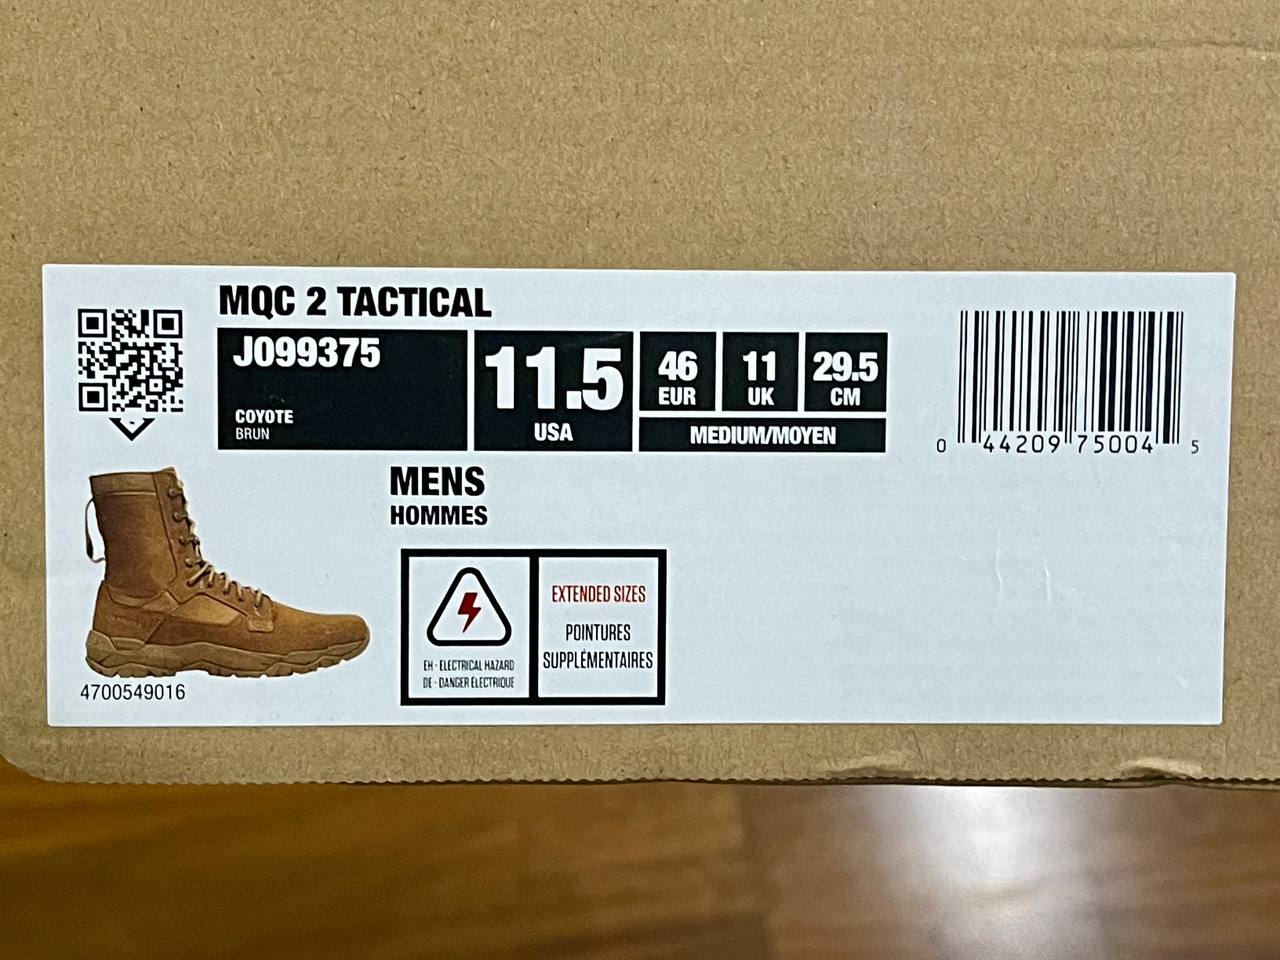 MQC 2 TACTICAL
J099375
COYOTE
BRUN
11.5
USA
46
EUR
11
UK
29.5
CM
MEDIUM/MOYEN
0 44209 75004 5
MENS
HOMMES
EH - ELECTRICAL HAZARD
DE - DANGER ÉLECTRIQUE
EXTENDED SIZES
POINTURES
SUPPLÉMENTAIRES
4700549016